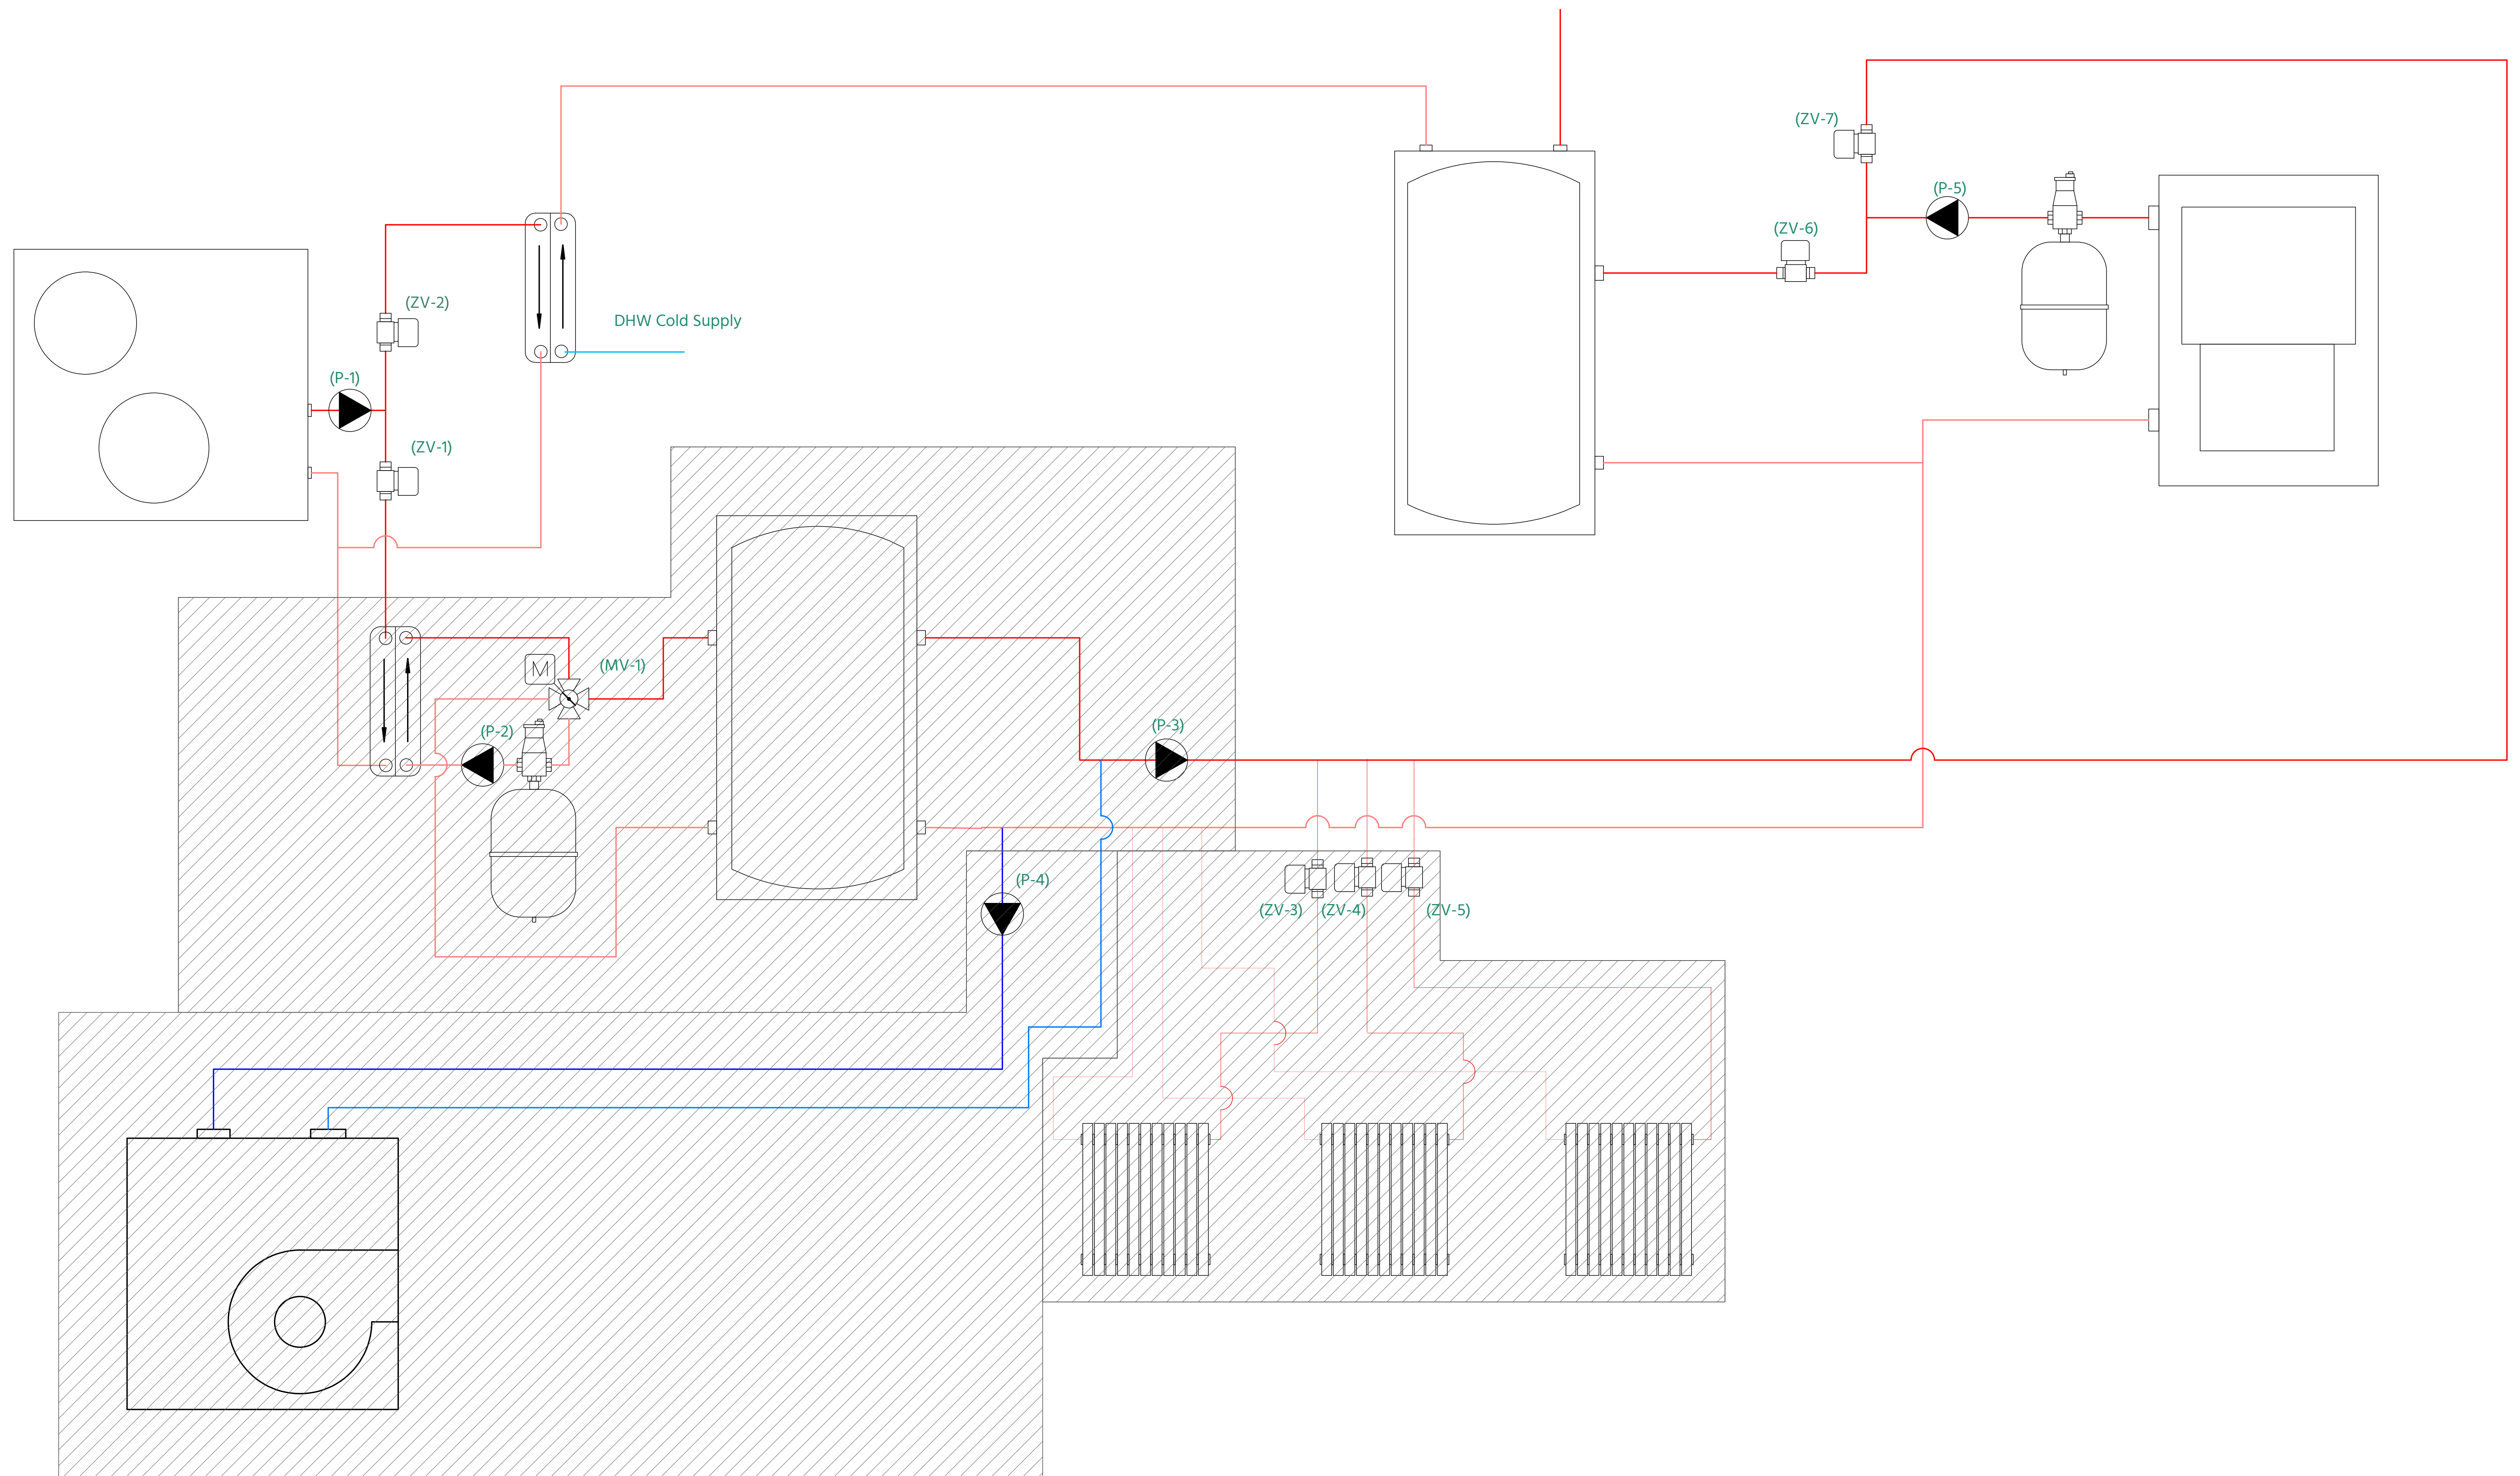 (ZV-7)
(P-5)
(ZV-6)
(ZV-2)
DHW Cold Supply
(P-1)
(ZV-1)
M
(MV-1)
(P-2)
(P-3)
(P-4)
(ZV-3)
(ZV-4)
(ZV-5)